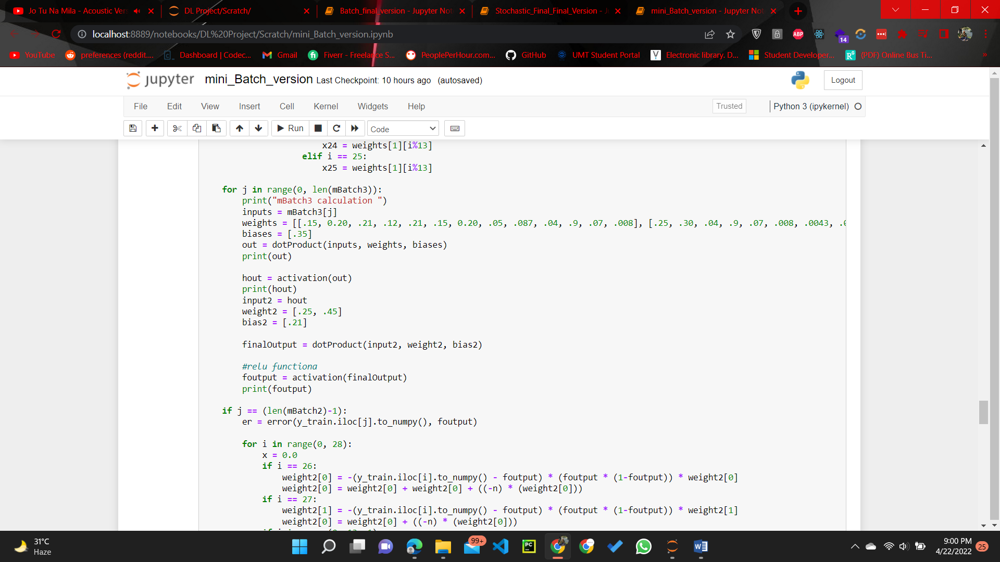 Jo Tu Na Mila - Acoustic Ver
DL Project/Scratch/
Batch_final_version - Jupyter Not
Stochastic_Final_Final_Version - J
mini_Batch_version - Jupyter Not
localhost:8889/notebooks/DL%20Project/Scratch/mini_Batch_version.ipynb
ABP
14
YouTube
preferences (reddit....
Dashboard | Codec...
Gmail
Fiverr - Freelance S...
PeoplePerHour.com...
GitHub
UMT Student Portal
Electronic library. D...
Student Developer...
(PDF) Online Bus Ti...
»
jupyter mini_Batch_version Last Checkpoint: 10 hours ago (autosaved)
Logout
File Edit View Insert Cell Kernel Widgets Help
Trusted
Python 3 (ipykernel)
Run
Code
x24 = weights[1][i%13]
elif i == 25:
x25 = weights[1][i%13]
for j in range(0, len(mBatch3)):
print("mBatch3 calculation ")
inputs = mBatch3[j]
weights = [[.15, 0.20, .21, .12, .21, .15, 0.20, .05, .087, .04, .9, .07, .008], [.25, .30, .04, .9, .07, .008, .0043, .0
biases = [.35]
out = dotProduct(inputs, weights, biases)
print(out)
hout = activation(out)
print(hout)
input2 = hout
weight2 = [.25, .45]
bias2 = [.21]
finalOutput = dotProduct(input2, weight2, bias2)
#relu functiona
foutput = activation(finalOutput)
print(foutput)
if j == (len(mBatch2)-1):
er = error(y_train.iloc[j].to_numpy(), foutput)
for i in range(0, 28):
x = 0.0
if i == 26:
weight2[0] = -(y_train.iloc[i].to_numpy() - foutput) * (foutput * (1-foutput)) * weight2[0]
weight2[0] = weight2[0] + weight2[0] + ((-n) * (weight2[0]))
if i == 27:
weight2[1] = -(y_train.iloc[i].to_numpy() - foutput) * (foutput * (1-foutput)) * weight2[1]
weight2[0] = weight2[0] + ((-n) * (weight2[0]))
31°C
Haze
99+
PC
9:00 PM
4/22/2022
25